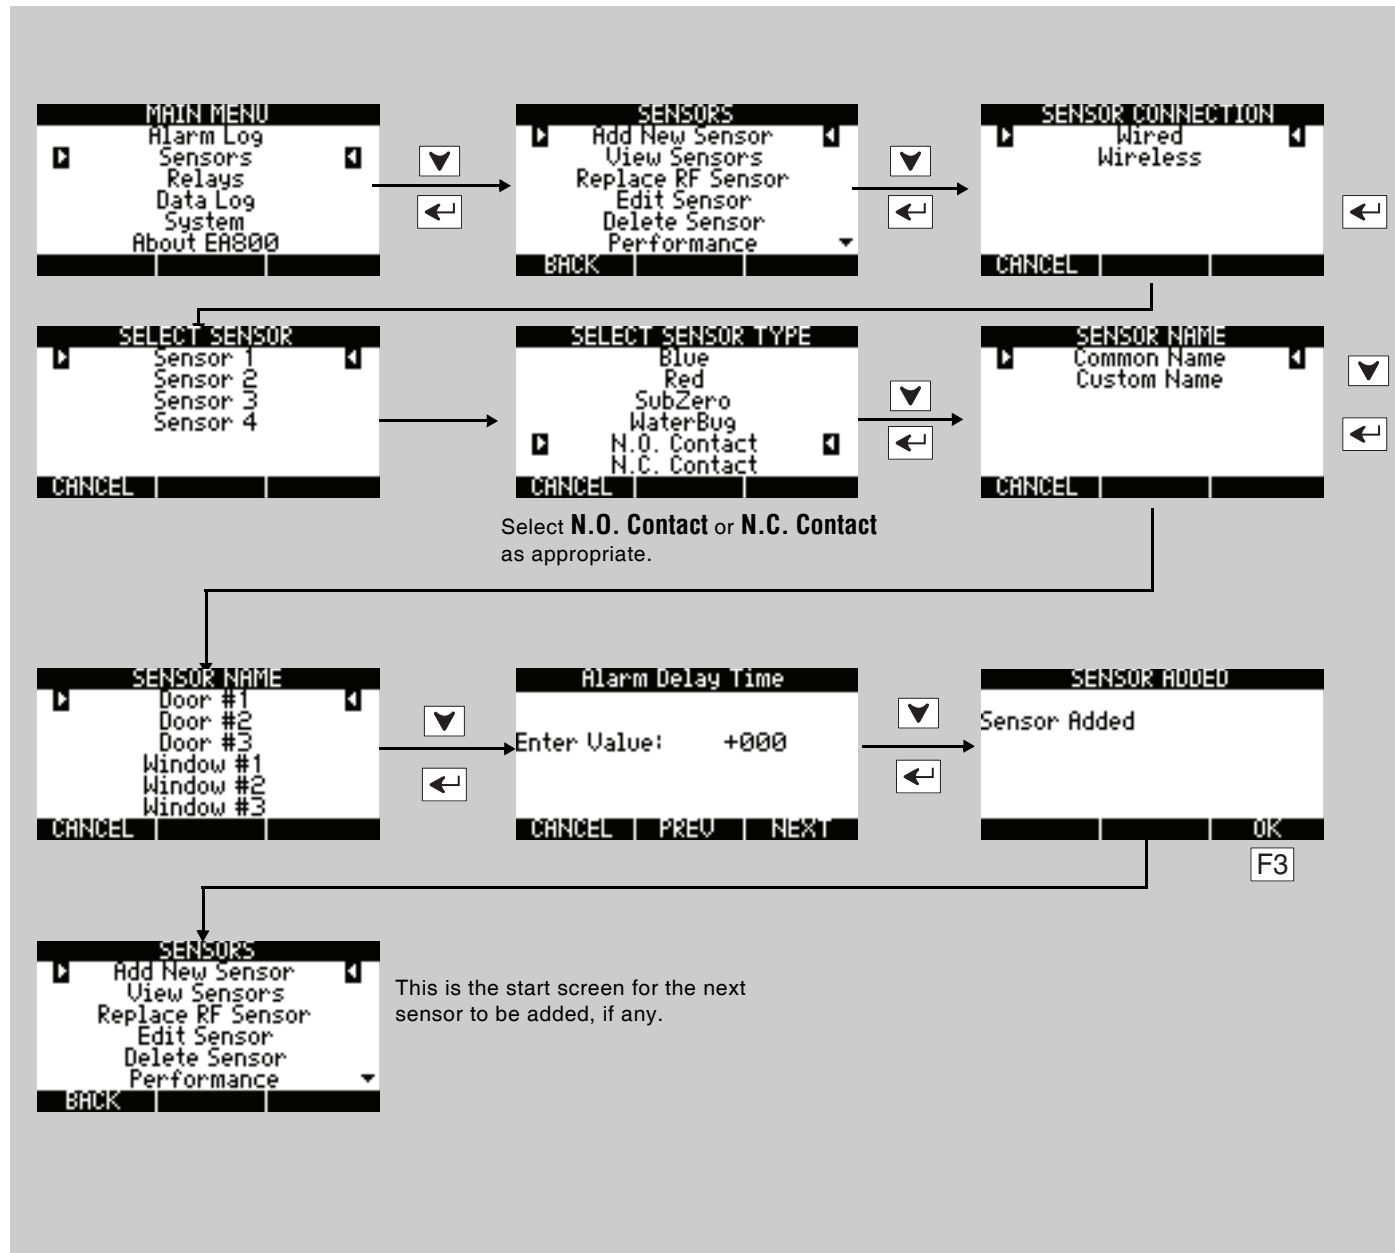 MAIN MENU
Alarm Log
Sensors
Relays
Data Log
System
About EA800
SENSORS
Add New Sensor
View Sensors
Replace RF Sensor
Edit Sensor
Delete Sensor
Performance
BACK
SENSOR CONNECTION
Wired
Wireless
CANCEL
SELECT SENSOR
Sensor 1
Sensor 2
Sensor 3
Sensor 4
CANCEL
SELECT SENSOR TYPE
Blue
Red
SubZero
WaterBug
N.O. Contact
N.C. Contact
CANCEL
Select N.O. Contact or N.C. Contact
as appropriate.
SENSOR NAME
Common Name
Custom Name
CANCEL
SENSOR NAME
Door #1
Door #2
Door #3
Window #1
Window #2
Window #3
CANCEL
Alarm Delay Time
Enter Value: +000
CANCEL PREV NEXT
SENSOR ADDED
Sensor Added
OK
F3
SENSORS
Add New Sensor
View Sensors
Replace RF Sensor
Edit Sensor
Delete Sensor
Performance
BACK
This is the start screen for the next
sensor to be added, if any.